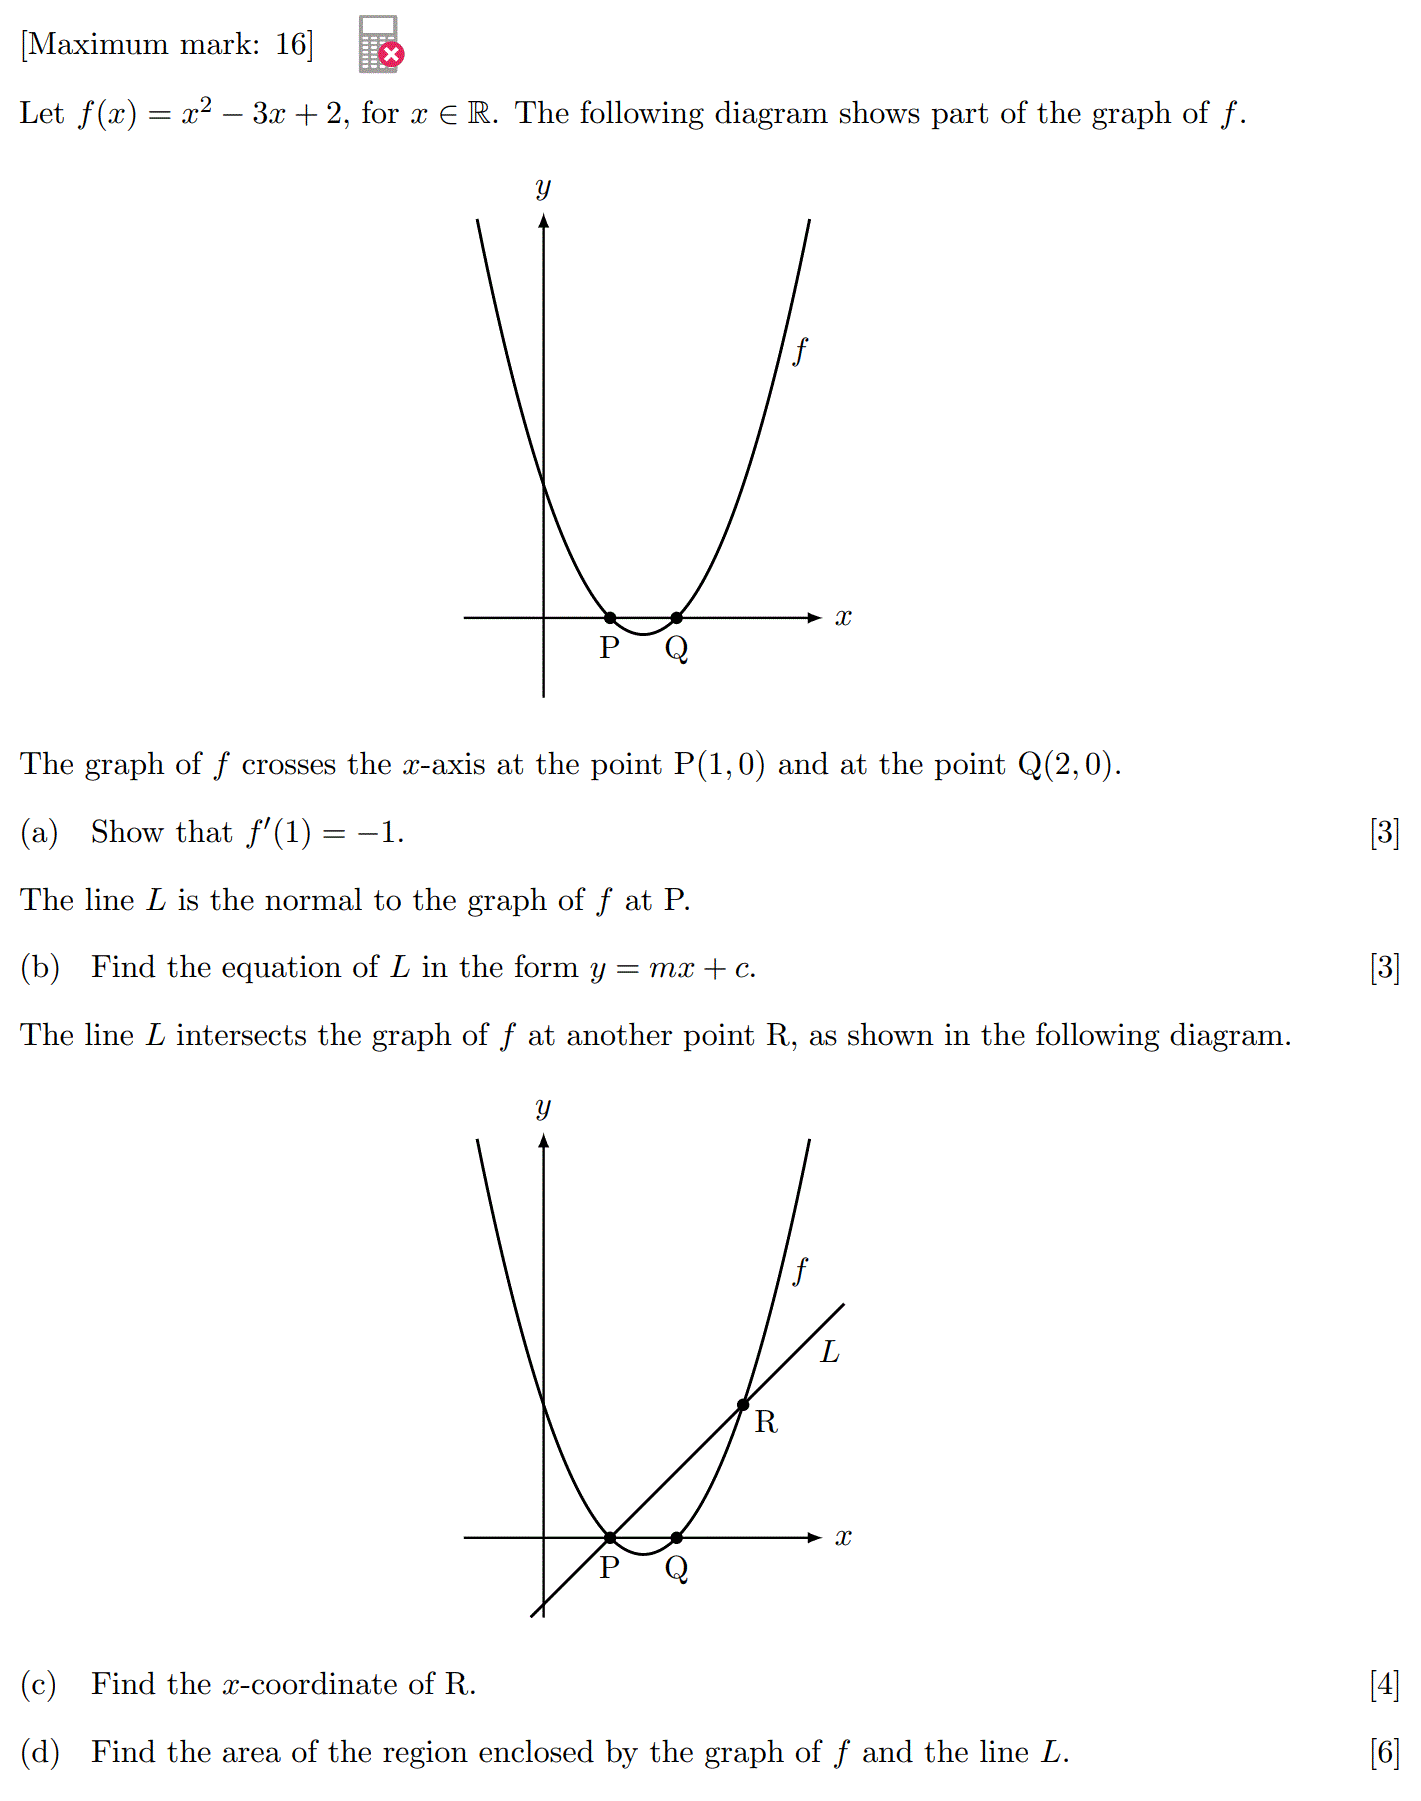 [Maximum mark: 16]
Let f(x) = x² − 3x + 2, for x ∈ ℝ. The following diagram shows part of the graph of f.
y
f
x
P Q
The graph of f crosses the x-axis at the point P(1, 0) and at the point Q(2, 0).
(a) Show that f′(1) = −1. [3]
The line L is the normal to the graph of f at P.
(b) Find the equation of L in the form y = mx + c. [3]
The line L intersects the graph of f at another point R, as shown in the following diagram.
y
f
L
R
x
P Q
(c) Find the x-coordinate of R. [4]
(d) Find the area of the region enclosed by the graph of f and the line L. [6]